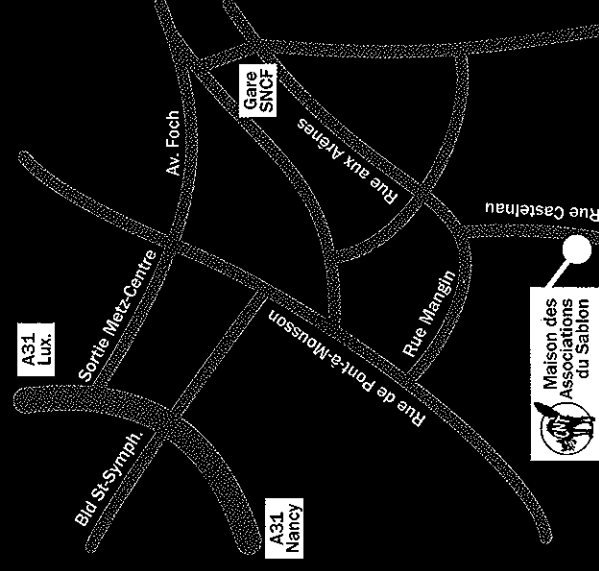 Av. Foch
Gare
SNCF
Rue aux Arènes
Rue Castelnau
Sortie Metz-Centre
A31
Lux.
Rue Mangin
Rue de Pont-à-Mousson
Maison des
Associations
du Sablon
Bld St-Symph.
A31
Nancy